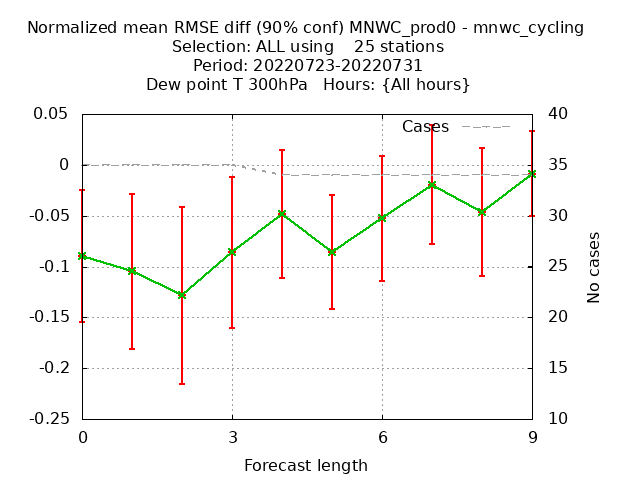 Normalized mean RMSE diff (90% conf) MNWC_prod0 - mnwc_cycling
Selection: ALL using    25 stations
Period: 20220723-20220731
Dew point T 300hPa   Hours: {All hours}
0.05
0
-0.05
-0.1
-0.15
-0.2
-0.25
Cases
40
35
30
25
20
15
10
No cases
0 3 6 9
Forecast length